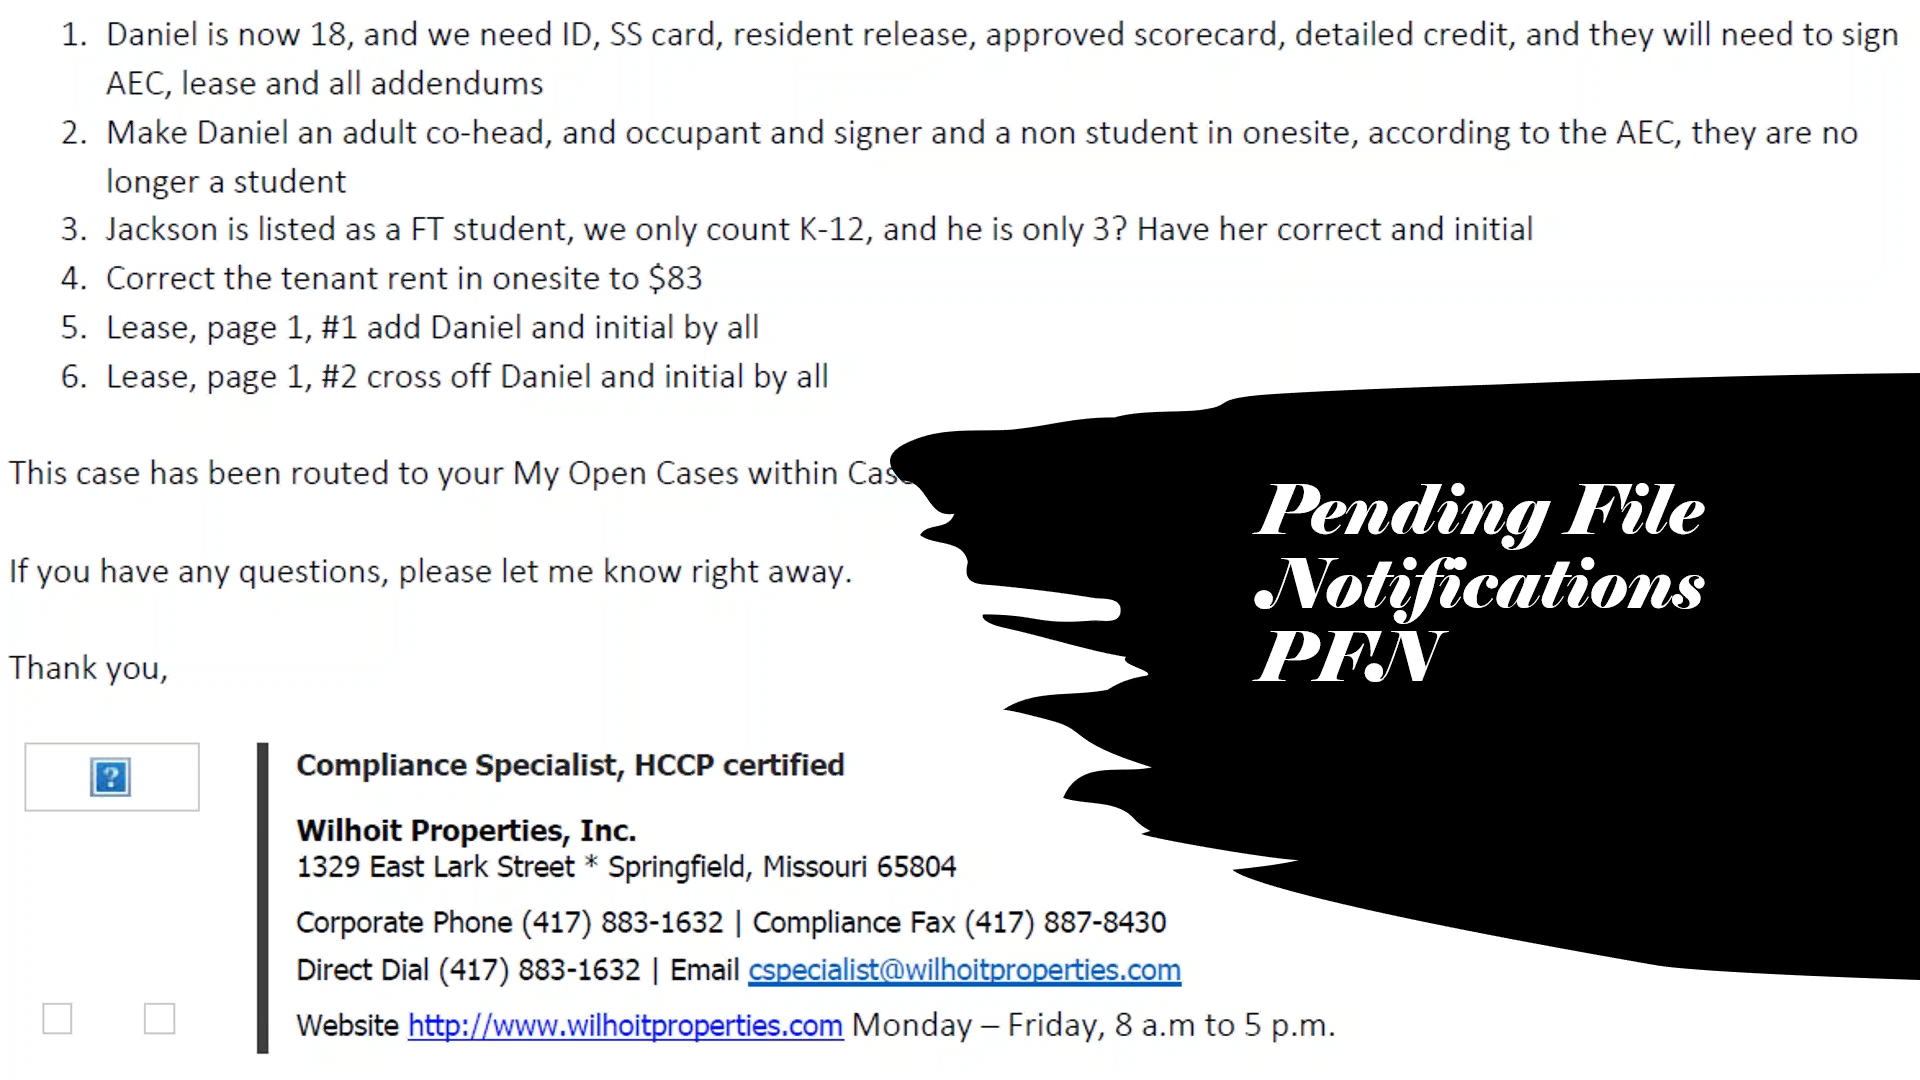 1. Daniel is now 18, and we need ID, SS card, resident release, approved scorecard, detailed credit, and they will need to sign
AEC, lease and all addendums
2. Make Daniel an adult co-head, and occupant and signer and a non student in onesite, according to the AEC, they are no
longer a student
3. Jackson is listed as a FT student, we only count K-12, and he is only 3? Have her correct and initial
4. Correct the tenant rent in onesite to $83
5. Lease, page 1, #1 add Daniel and initial by all
6. Lease, page 1, #2 cross off Daniel and initial by all
This case has been routed to your My Open Cases within
If you have any questions, please let me know right away.
Thank you,
Pending File
Notifications
PFN
?
Compliance Specialist, HCCP certified
Wilhoit Properties, Inc.
1329 East Lark Street * Springfield, Missouri 65804
Corporate Phone (417) 883-1632 | Compliance Fax (417) 887-8430
Direct Dial (417) 883-1632 | Email cspecialist@wilhoitproperties.com
Website http://www.wilhoitproperties.com Monday – Friday, 8 a.m to 5 p.m.